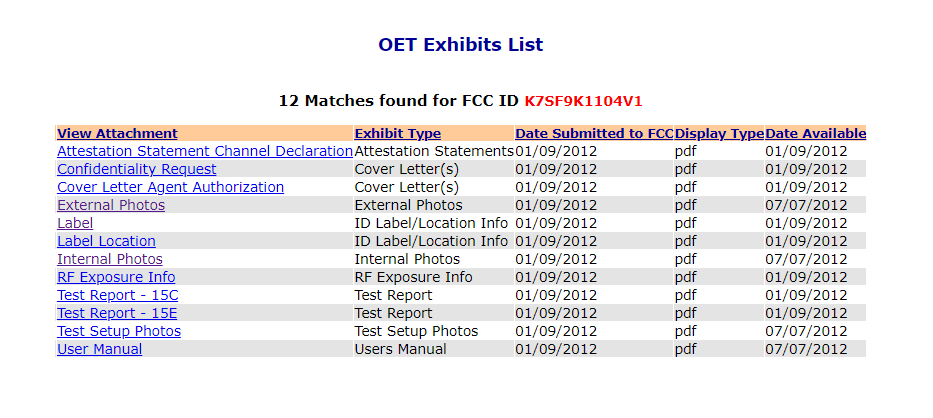 OET Exhibits List
12 Matches found for FCC ID K7SF9K1104V1
View Attachment Exhibit Type Date Submitted to FCC Display Type Date Available
Attestation Statement Channel Declaration Attestation Statements 01/09/2012 pdf 01/09/2012
Confidentiality Request Cover Letter(s) 01/09/2012 pdf 01/09/2012
Cover Letter Agent Authorization Cover Letter(s) 01/09/2012 pdf 01/09/2012
External Photos External Photos 01/09/2012 pdf 07/07/2012
Label ID Label/Location Info 01/09/2012 pdf 01/09/2012
Label Location ID Label/Location Info 01/09/2012 pdf 01/09/2012
Internal Photos Internal Photos 01/09/2012 pdf 07/07/2012
RF Exposure Info RF Exposure Info 01/09/2012 pdf 01/09/2012
Test Report - 15C Test Report 01/09/2012 pdf 01/09/2012
Test Report - 15E Test Report 01/09/2012 pdf 01/09/2012
Test Setup Photos Test Setup Photos 01/09/2012 pdf 07/07/2012
User Manual Users Manual 01/09/2012 pdf 07/07/2012